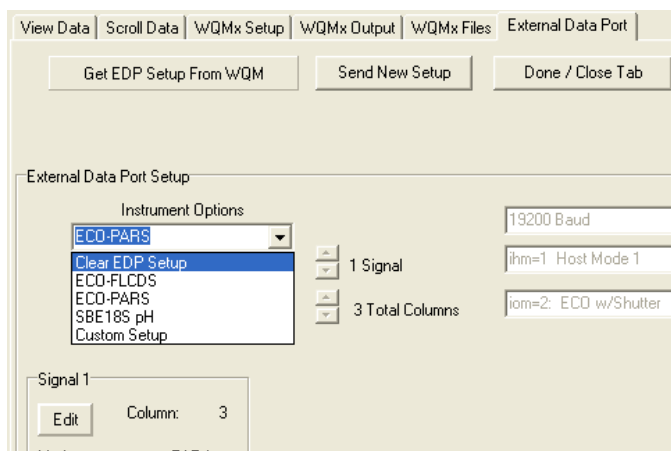 View Data Scroll Data WQMx Setup WQMx Output WQMx Files External Data Port
Get EDP Setup From WQM Send New Setup Done / Close Tab
External Data Port Setup
Instrument Options
ECO-PARS
Clear EDP Setup
ECO-FLCDS
ECO-PARS
SBE18S pH
Custom Setup
1 Signal
3 Total Columns
19200 Baud
ihm=1 Host Mode 1
iom=2: ECO w/Shutter
Signal 1
Edit Column: 3